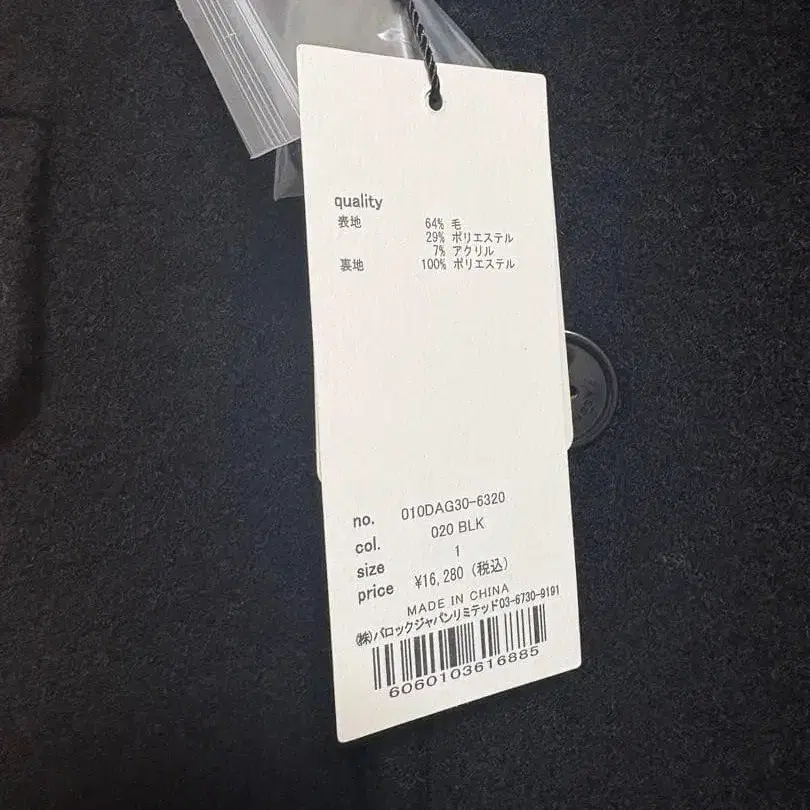 quality
表地 64% 毛
29% ポリエステル
7% アクリル
裏地 100% ポリエステル
no. 010DAG30-6320
col. 020 BLK
size 1
price ¥16,280 (税込)
MADE IN CHINA
(株)バロックジャパンリミテッド03-6730-9191
6060103616885